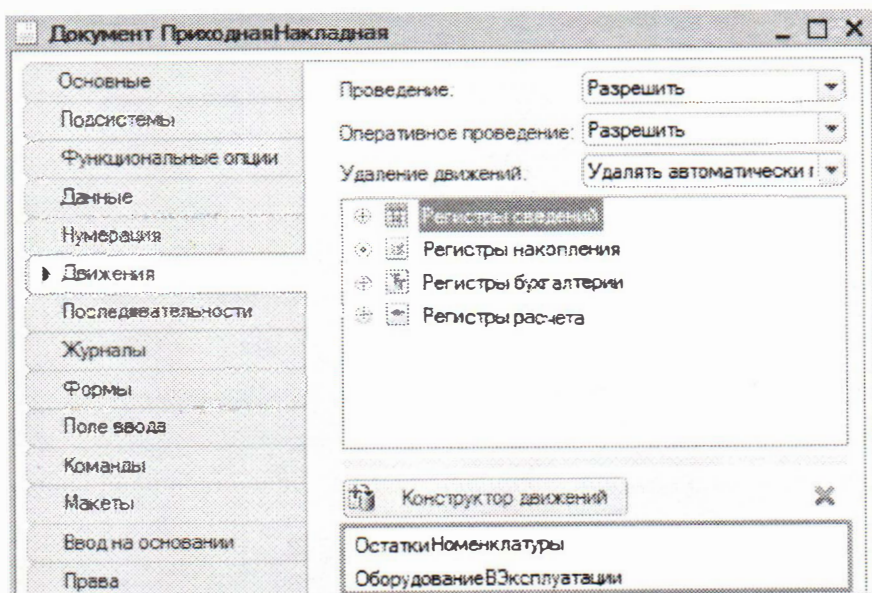 Документ ПриходнаяНакладная
Основные
Подсистемы
Функциональные опции
Данные
Нумерация
Движения
Последовательности
Журналы
Формы
Поле ввода
Команды
Макеты
Ввод на основании
Права
Проведение: Разрешить
Оперативное проведение: Разрешить
Удаление движений: Удалять автоматически г
Регистры сведений
Регистры накопления
Регистры бухгалтерии
Регистры расчета
Конструктор движений
ОстаткиНоменклатуры
ОборудованиеВЭксплуатации